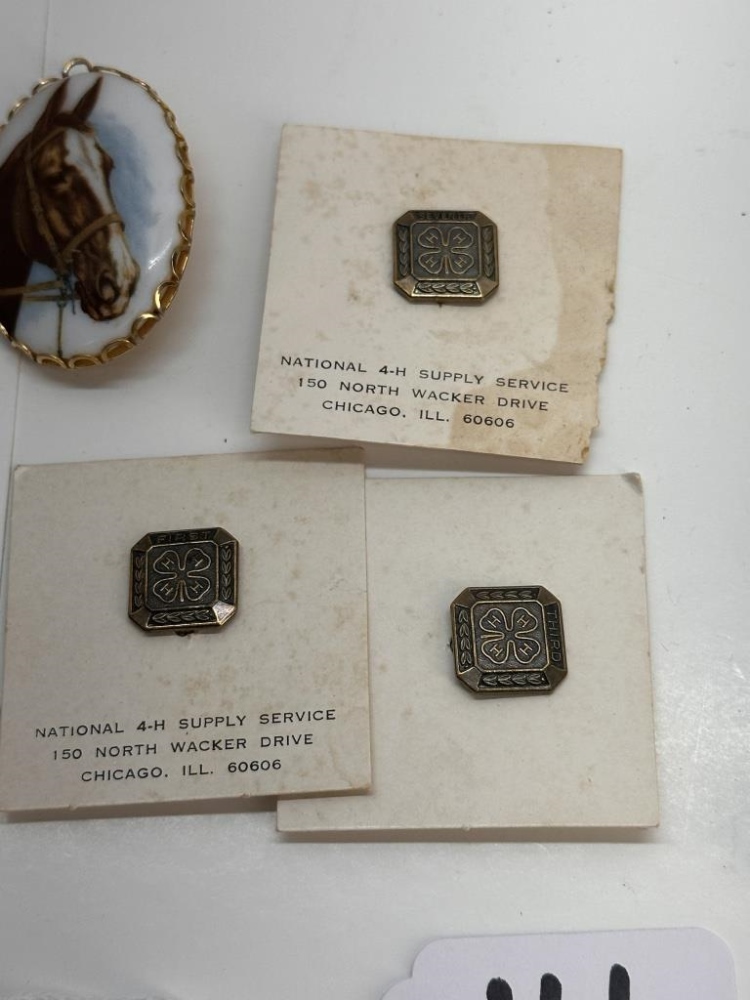 SEVENTH
H H
H H
NATIONAL 4-H SUPPLY SERVICE
150 NORTH WACKER DRIVE
CHICAGO, ILL. 60606
FIRST
H H
H H
NATIONAL 4-H SUPPLY SERVICE
150 NORTH WACKER DRIVE
CHICAGO, ILL. 60606
THIRD
H H
H H